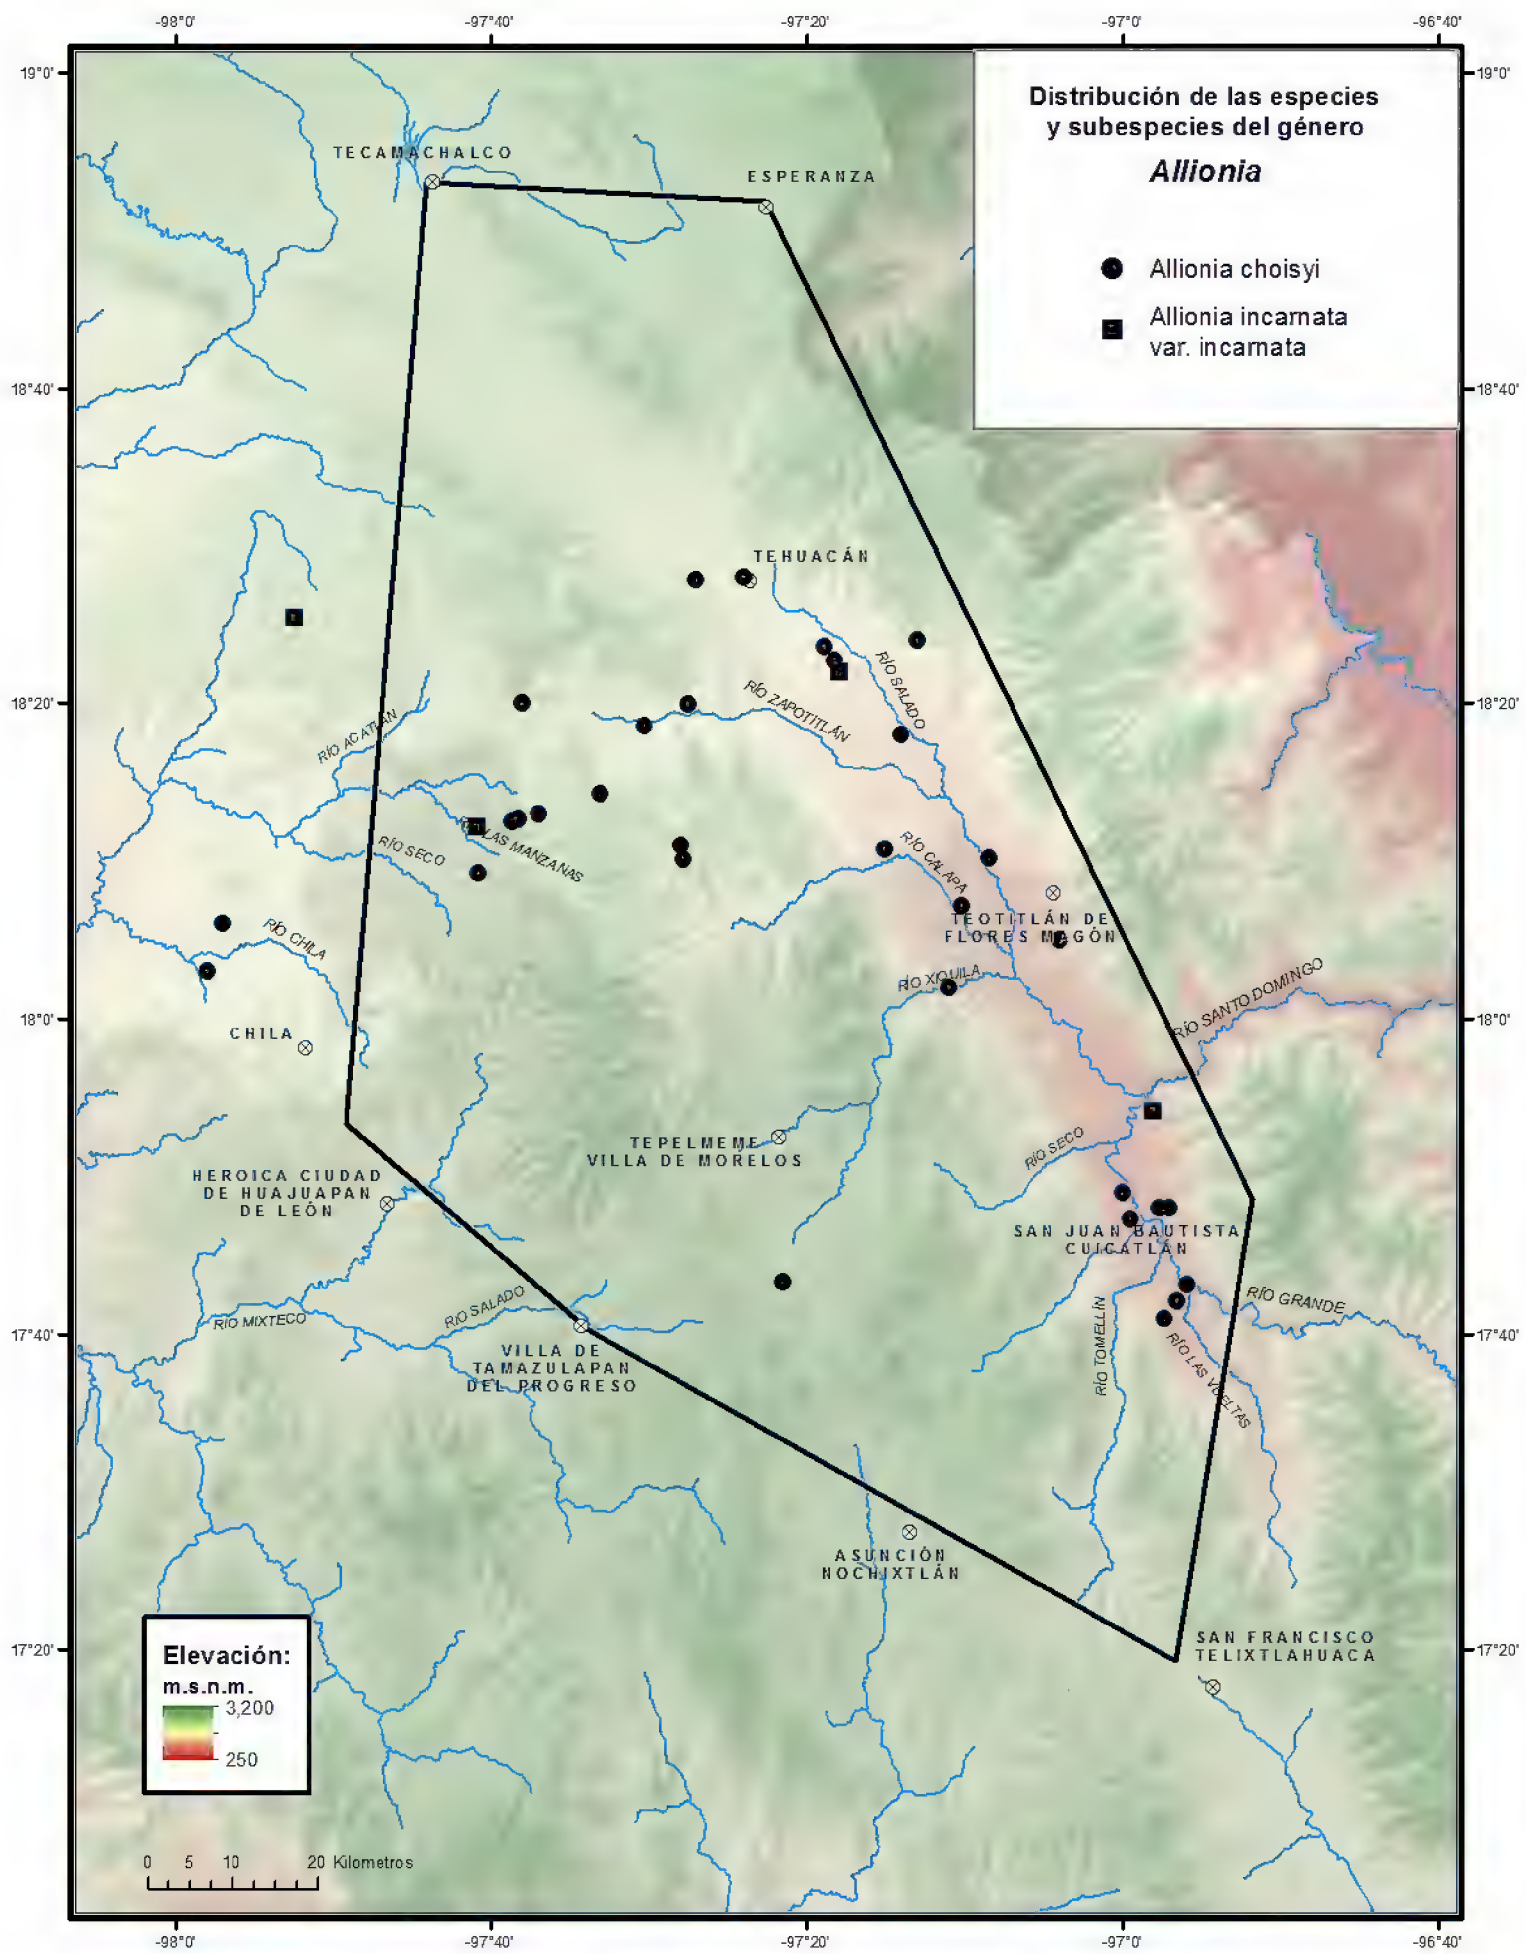 -98°0'
-97°40'
-97°20'
-97°0'
-96°40'
19°0'
19°0'
Distribución de las especies
y subespecies del género
Allionia
Allionia choisyi
Allionia incarnata
var. incarnata
TECAMACHALCO
ESPERANZA
18°40'
18°40'
TEHUACÁN
RÍO SALADO
RÍO ZAPOTITLÁN
18°20'
18°20'
RÍO ACATLÁN
RÍO LAS MANZANAS
RÍO SECO
RÍO CALAPA
TEOTITLÁN DE
FLORES MAGÓN
RÍO CHILA
RÍO XIQUILA
RÍO SANTO DOMINGO
18°0'
18°0'
CHILA
TEPELMEME
VILLA DE MORELOS
RÍO SECO
HEROICA CIUDAD
DE HUAJUAPAN
DE LEÓN
SAN JUAN BAUTISTA
CUICATLÁN
RÍO SALADO
RÍO MIXTECO
RÍO GRANDE
17°40'
17°40'
RÍO TOMELLÍN
RÍO LAS VUELTAS
VILLA DE
TAMAZULAPAN
DEL PROGRESO
ASUNCIÓN
NOCHIXTLÁN
17°20'
17°20'
SAN FRANCISCO
TELIXTLAHUACA
Elevación:
m.s.n.m.
3,200
250
0 5 10 20 Kilometros
-98°0'
-97°40'
-97°20'
-97°0'
-96°40'